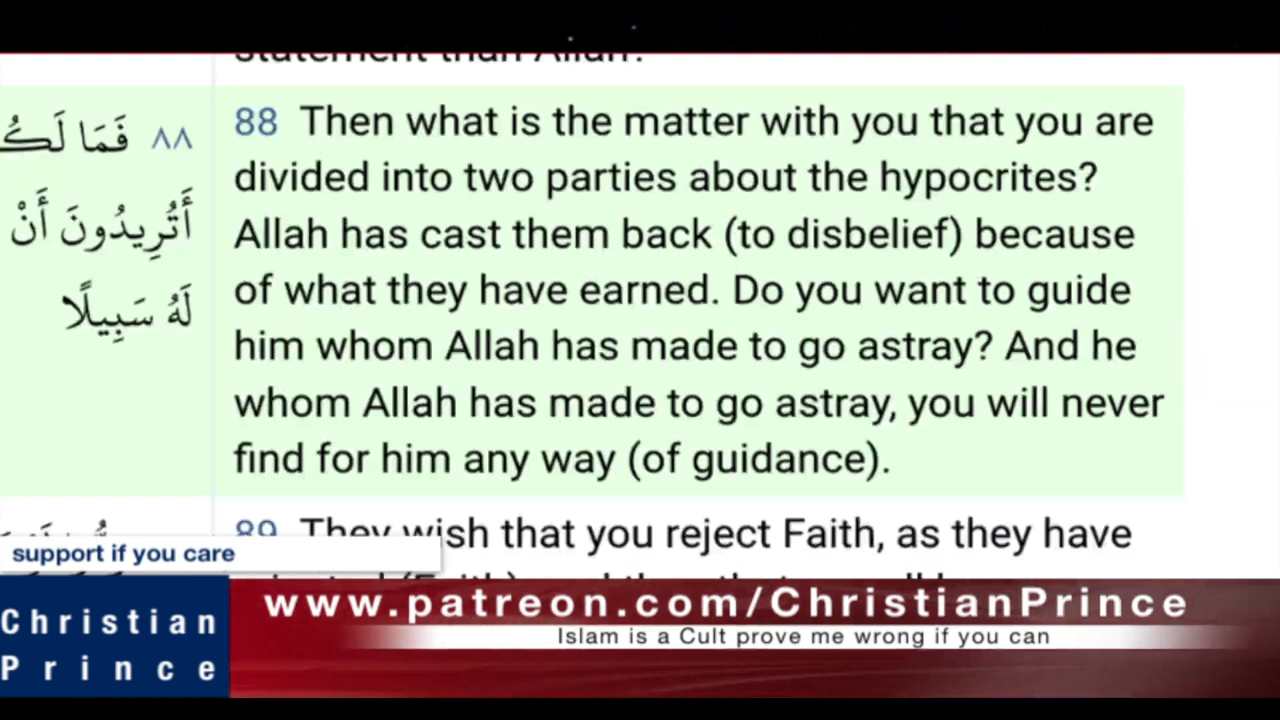 statement than Allah?
٨٨ فَمَا لَكُ
أَتُرِيدُونَ أَنْ
لَهُ سَبِيلًا
88 Then what is the matter with you that you are
divided into two parties about the hypocrites?
Allah has cast them back (to disbelief) because
of what they have earned. Do you want to guide
him whom Allah has made to go astray? And he
whom Allah has made to go astray, you will never
find for him any way (of guidance).
89 They wish that you reject Faith, as they have
support if you care
Christian
Prince
www.patreon.com/ChristianPrince
Islam is a Cult prove me wrong if you can